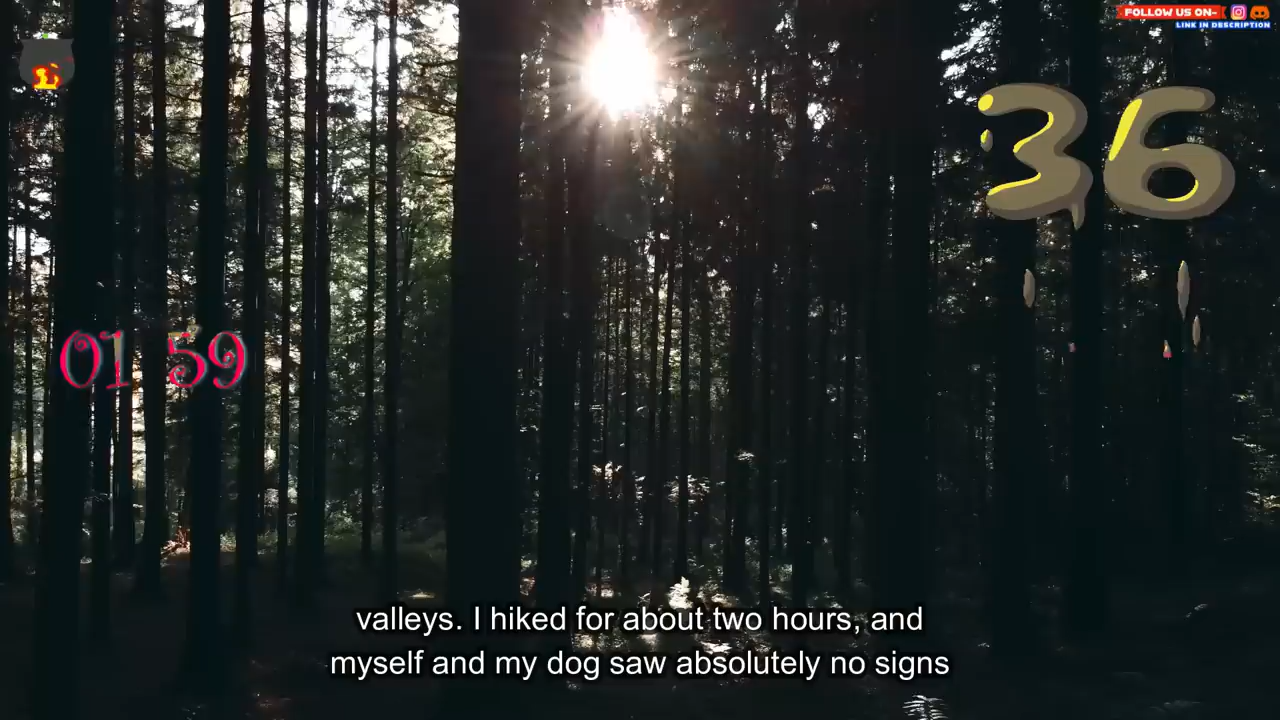 FOLLOW US ON-
LINK IN DESCRIPTION
36
01 59
valleys. I hiked for about two hours, and
myself and my dog saw absolutely no signs